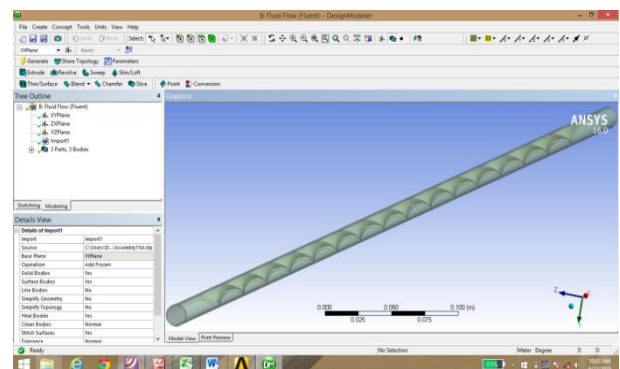 B: Fluid Flow (Fluent) - DesignModeler
File Create Concept Tools Units View Help
Undo Redo Select:
XYPlane None
Generate Share Topology Parameters
Extrude Revolve Sweep Skin/Loft
Thin/Surface Blend Chamfer Slice Point Conversion
Tree Outline
Graphics
B: Fluid Flow (Fluent)
XYPlane
ZXPlane
YZPlane
Import1
3 Parts, 3 Bodies
ANSYS
16.0
Sketching Modeling
Details View
Details of Import1
Import Import1
Source
Base Plane XYPlane
Operation Add Frozen
Solid Bodies Yes
Surface Bodies Yes
Line Bodies No
Simplify Geometry No
Simplify Topology No
Heal Bodies Yes
Clean Bodies Normal
Stitch Surfaces Yes
Tolerance Normal
0.000 0.050 0.100 (m)
0.025 0.075
Z
Model View Print Preview
Ready No Selection Meter Degree 0 0